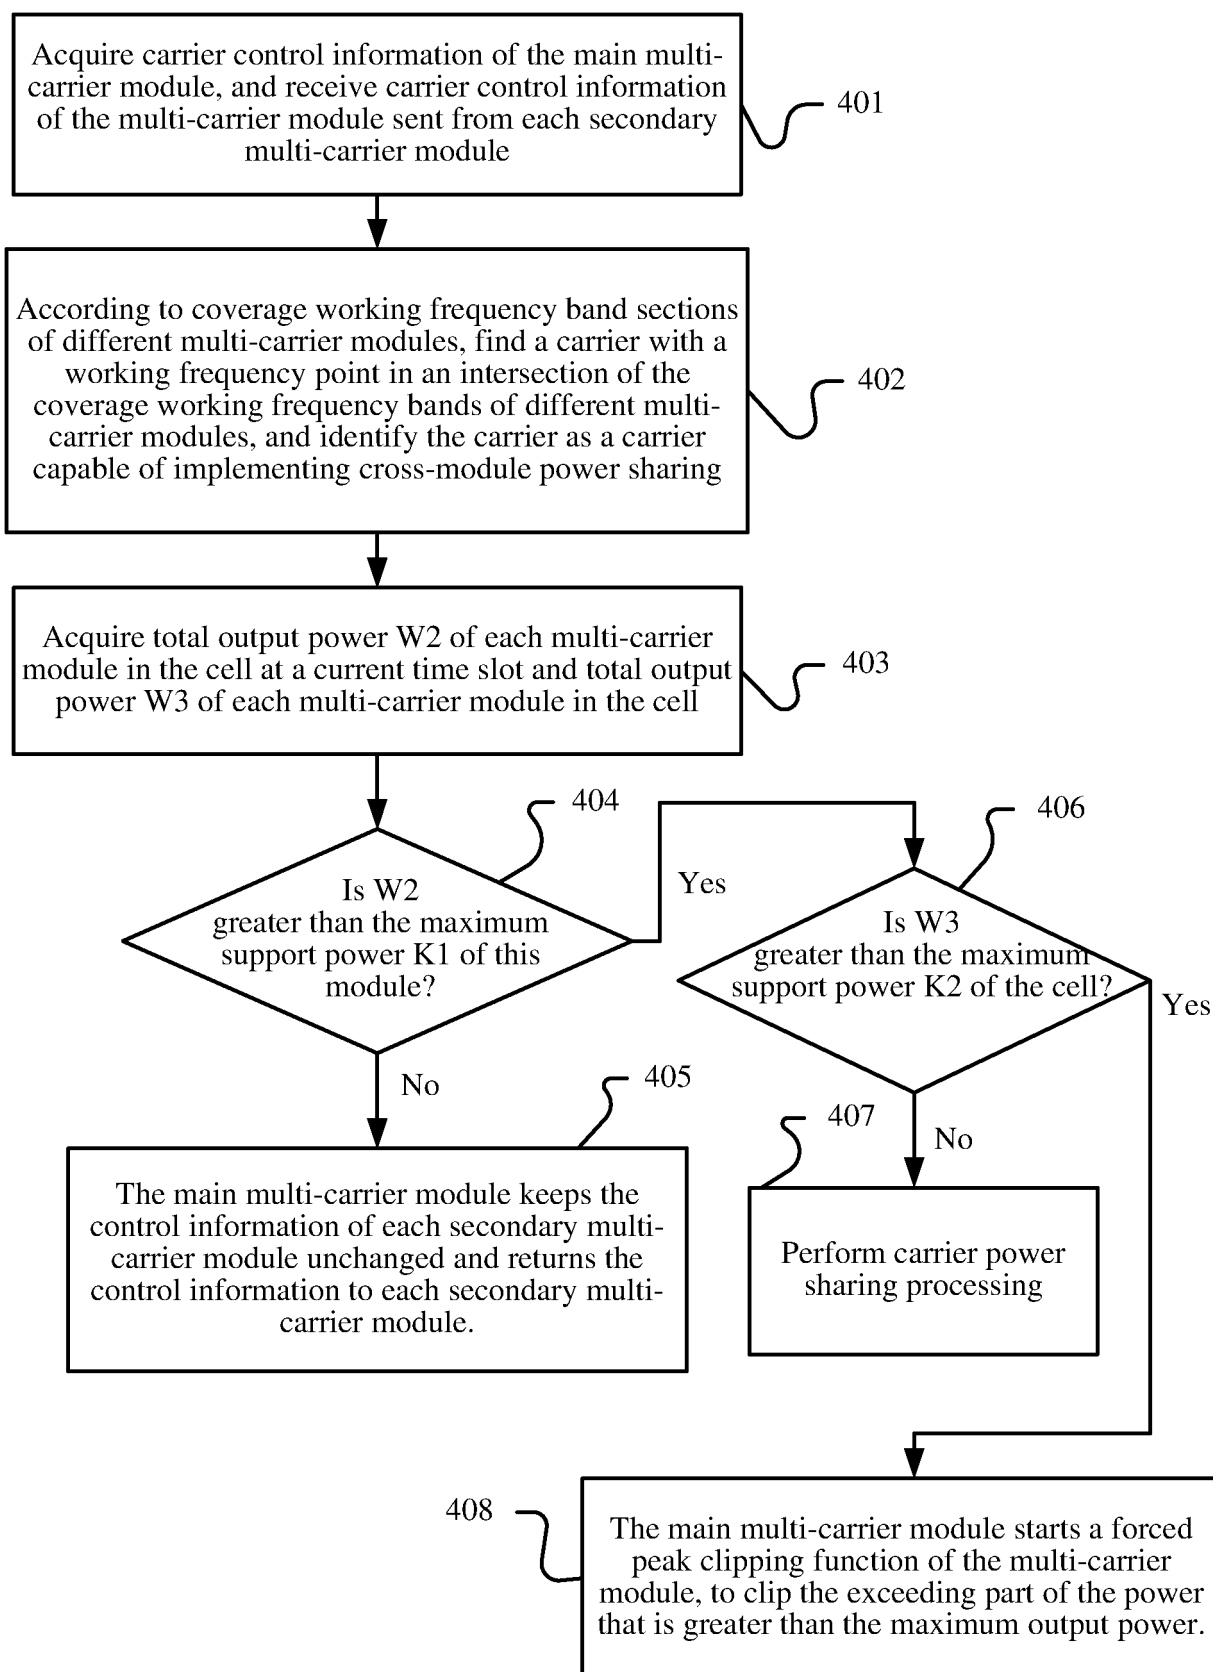 Acquire carrier control information of the main multi-
carrier module, and receive carrier control information
of the multi-carrier module sent from each secondary
multi-carrier module
401
According to coverage working frequency band sections
of different multi-carrier modules, find a carrier with a
working frequency point in an intersection of the
coverage working frequency bands of different multi-
carrier modules, and identify the carrier as a carrier
capable of implementing cross-module power sharing
402
Acquire total output power W2 of each multi-carrier
module in the cell at a current time slot and total output
power W3 of each multi-carrier module in the cell
403
404
Is W2
greater than the maximum
support power K1 of this
module?
Yes
No
406
Is W3
greater than the maximum
support power K2 of the cell?
Yes
No
405
The main multi-carrier module keeps the
control information of each secondary multi-
carrier module unchanged and returns the
control information to each secondary multi-
carrier module.
407
Perform carrier power
sharing processing
408
The main multi-carrier module starts a forced
peak clipping function of the multi-carrier
module, to clip the exceeding part of the power
that is greater than the maximum output power.